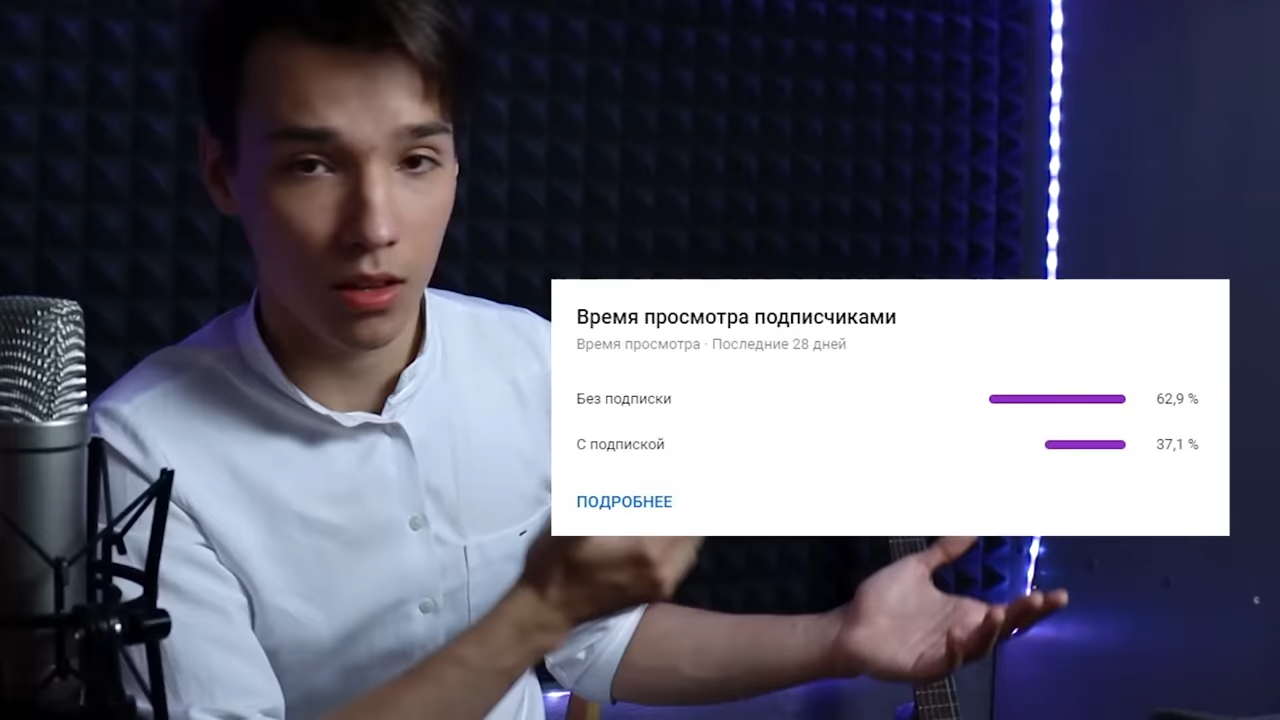 Время просмотра подписчиками
Время просмотра · Последние 28 дней
Без подписки 62,9 %
С подпиской 37,1 %
ПОДРОБНЕЕ